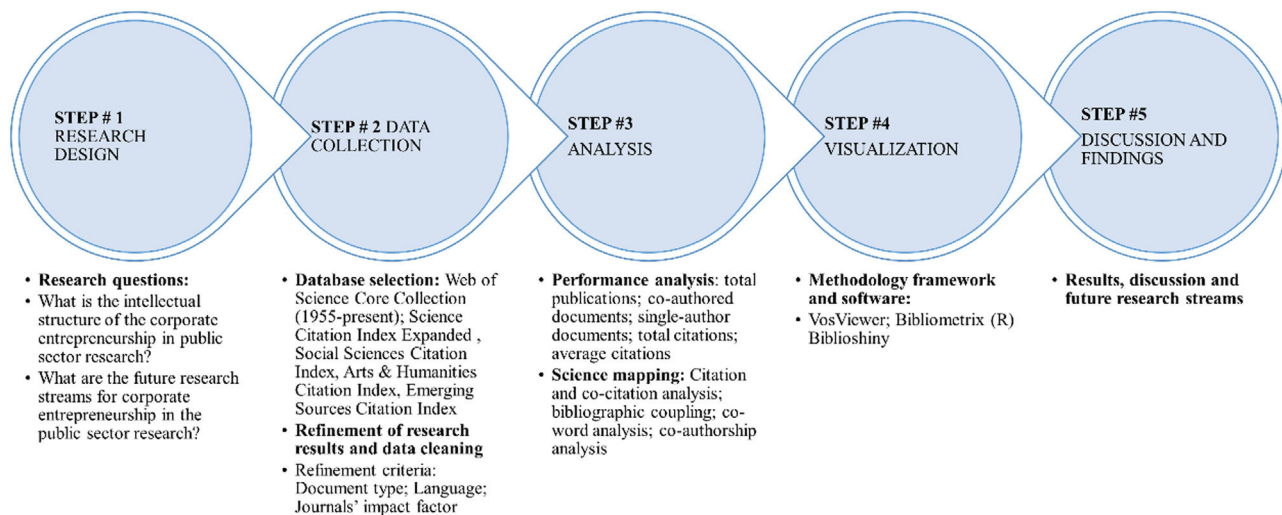 STEP # 1
RESEARCH
DESIGN
STEP # 2 DATA
COLLECTION
STEP #3
ANALYSIS
STEP #4
VISUALIZATION
STEP #5
DISCUSSION AND
FINDINGS
• Research questions:
• What is the intellectual
structure of the corporate
entrepreneurship in public
sector research?
• What are the future research
streams for corporate
entrepreneurship in the
public sector research?
• Database selection: Web of
Science Core Collection
(1955-present); Science
Citation Index Expanded ,
Social Sciences Citation
Index, Arts & Humanities
Citation Index, Emerging
Sources Citation Index
• Refinement of research
results and data cleaning
• Refinement criteria:
Document type; Language;
Journals' impact factor
• Performance analysis: total
publications; co-authored
documents; single-author
documents; total citations;
average citations
• Science mapping: Citation
and co-citation analysis;
bibliographic coupling; co-
word analysis; co-authorship
analysis
• Methodology framework
and software:
• VosViewer; Bibliometrix (R)
Biblioshiny
• Results, discussion and
future research streams